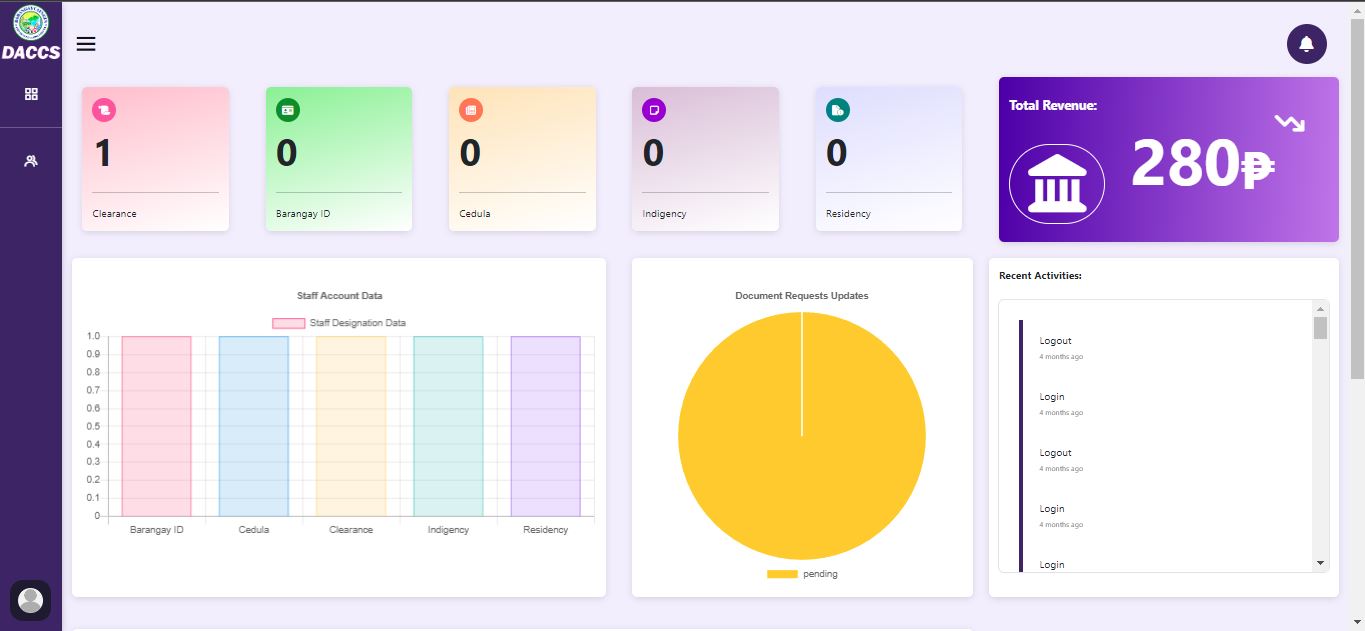 DACCS
1
Clearance
0
Barangay ID
0
Cedula
0
Indigency
0
Residency
Total Revenue:
280₱
Staff Account Data
Staff Designation Data
1.0
0.9
0.8
0.7
0.6
0.5
0.4
0.3
0.2
0.1
0
Barangay ID
Cedula
Clearance
Indigency
Residency
Document Requests Updates
pending
Recent Activities:
Logout
4 months ago
Login
4 months ago
Logout
4 months ago
Login
4 months ago
Login